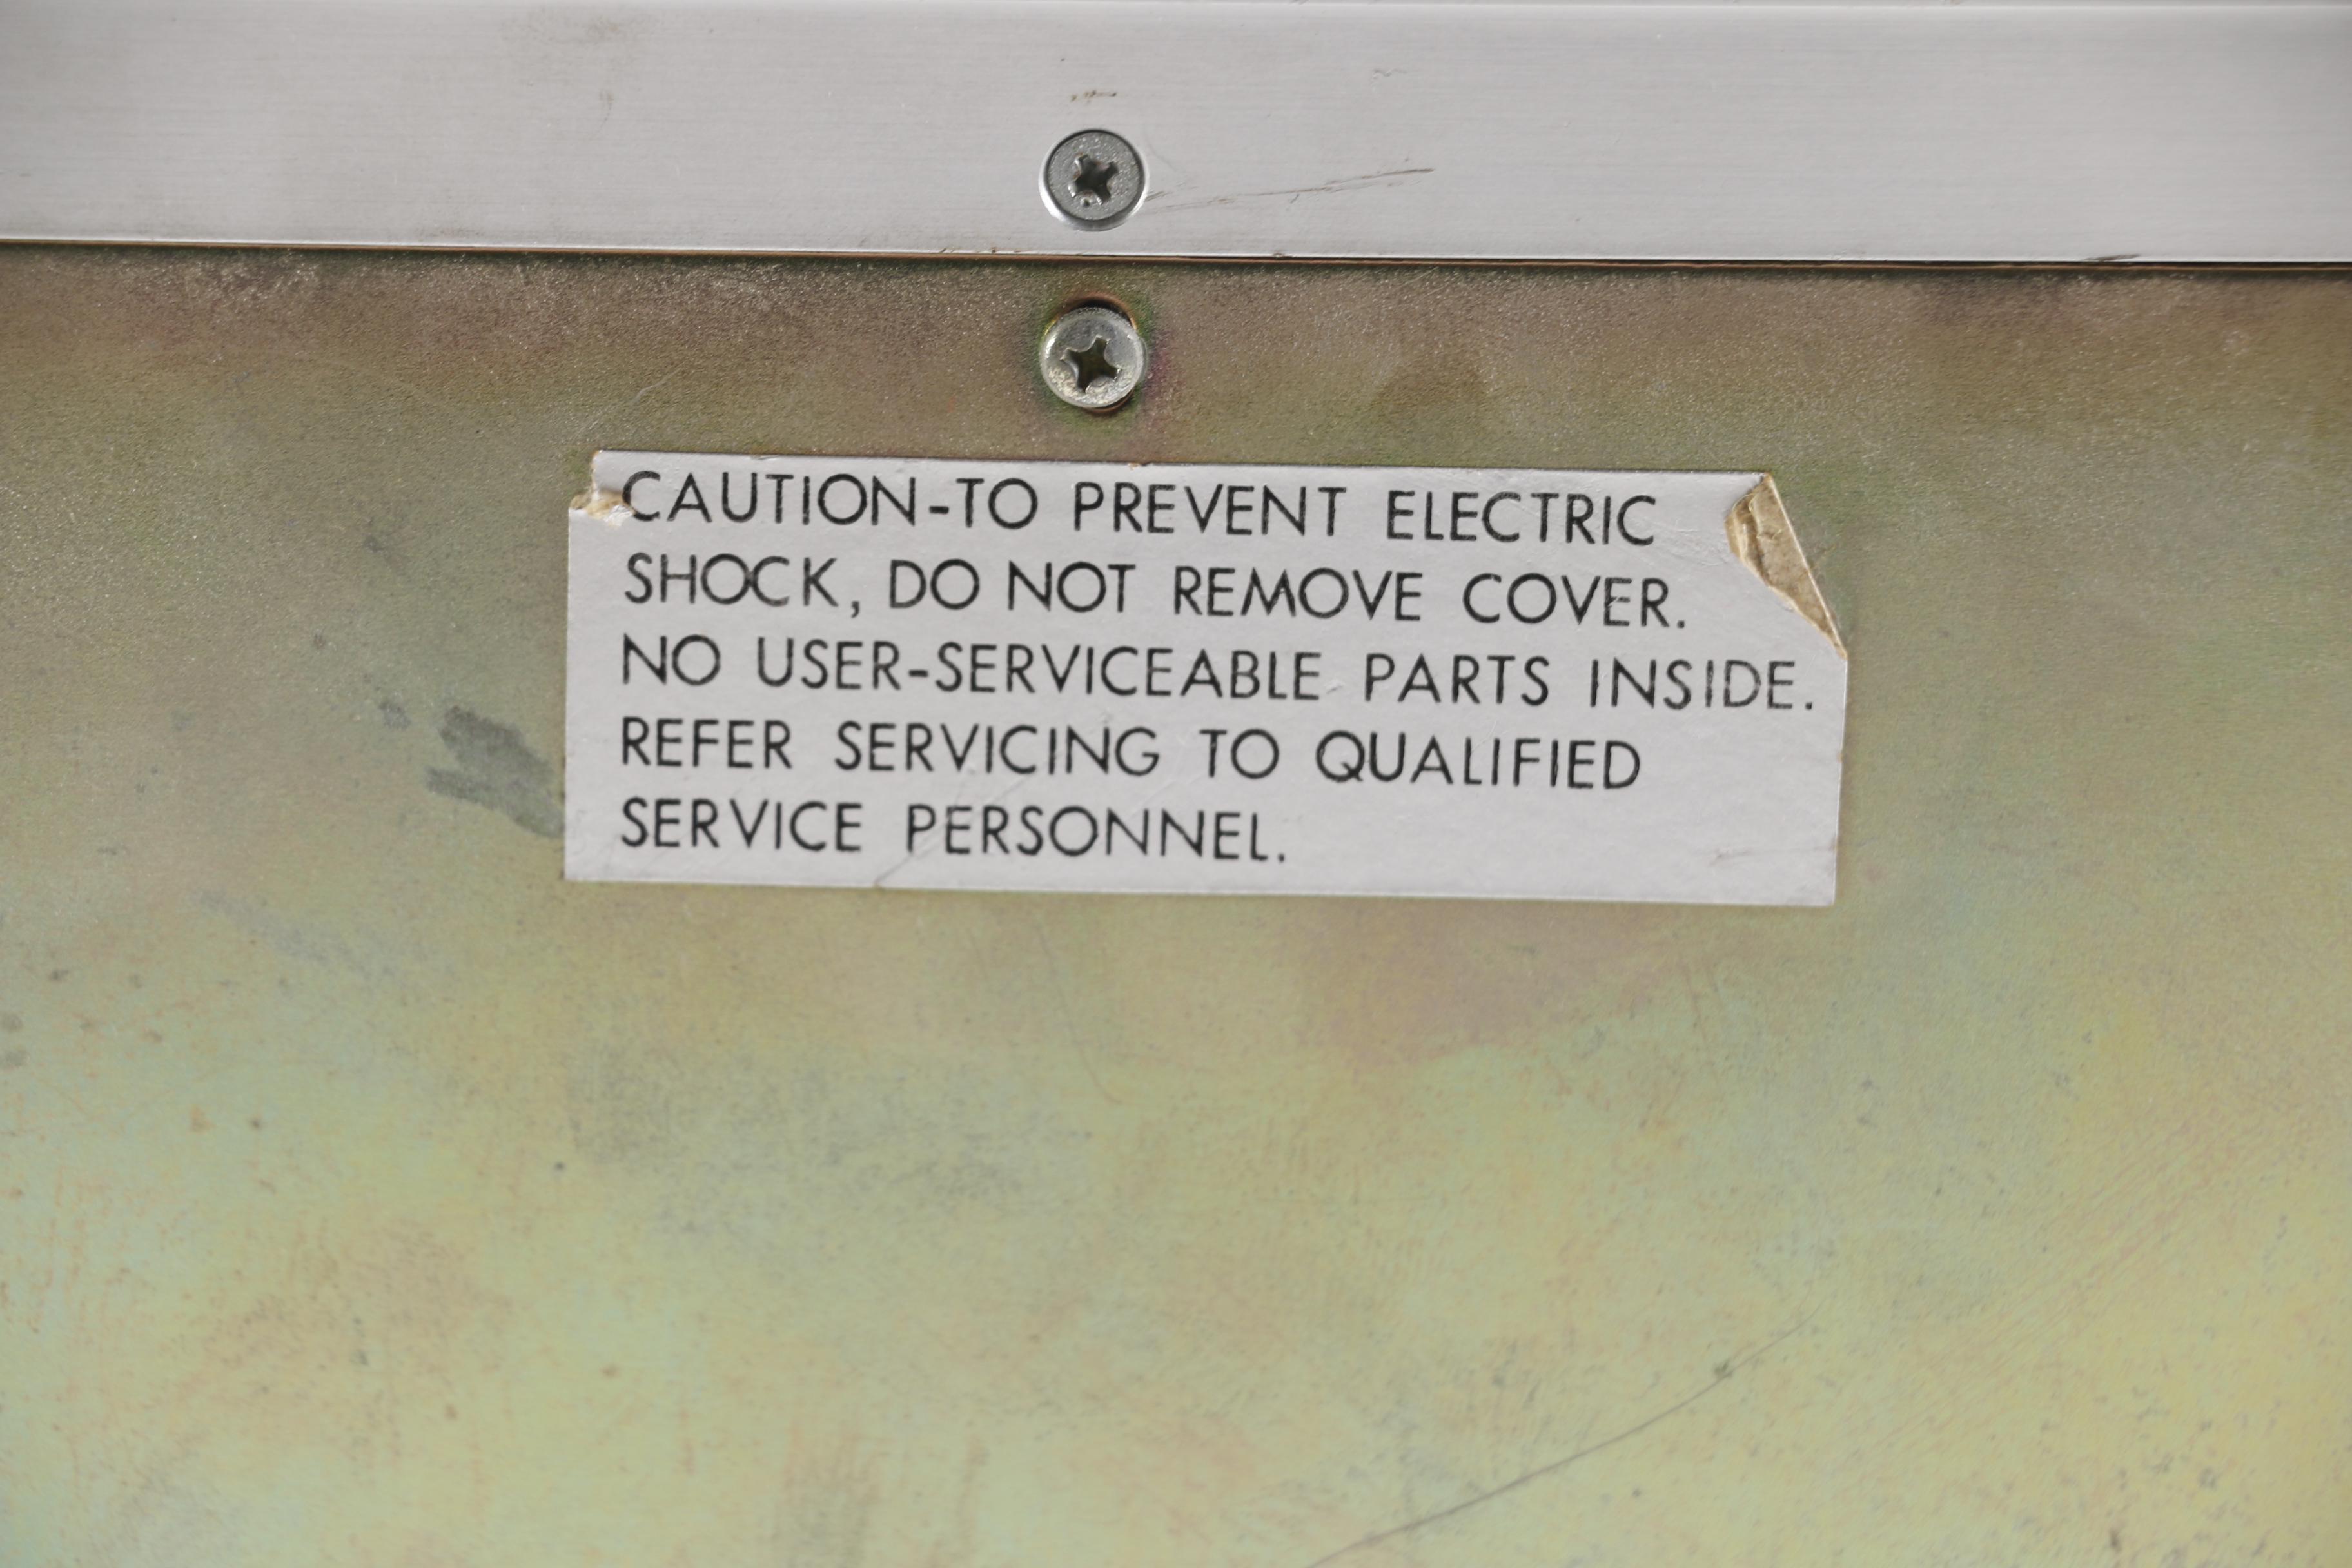 CAUTION-TO PREVENT ELECTRIC
SHOCK, DO NOT REMOVE COVER.
NO USER-SERVICEABLE PARTS INSIDE.
REFER SERVICING TO QUALIFIED
SERVICE PERSONNEL.